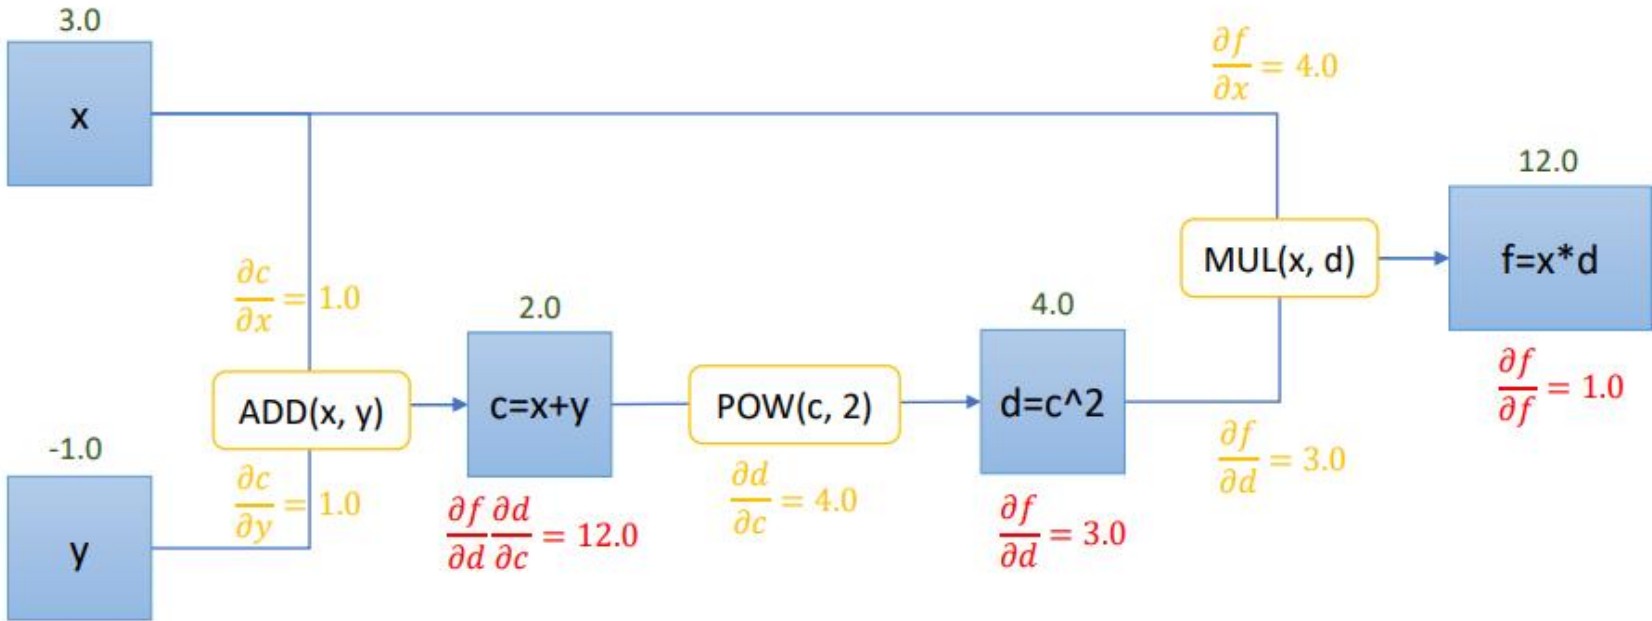 3.0
x
∂f/∂x = 4.0
12.0
f=x*d
∂f/∂f = 1.0
MUL(x, d)
∂c/∂x = 1.0
2.0
4.0
ADD(x, y)
c=x+y
POW(c, 2)
d=c^2
-1.0
y
∂c/∂y = 1.0
∂f/∂d ∂d/∂c = 12.0
∂d/∂c = 4.0
∂f/∂d = 3.0
∂f/∂d = 3.0